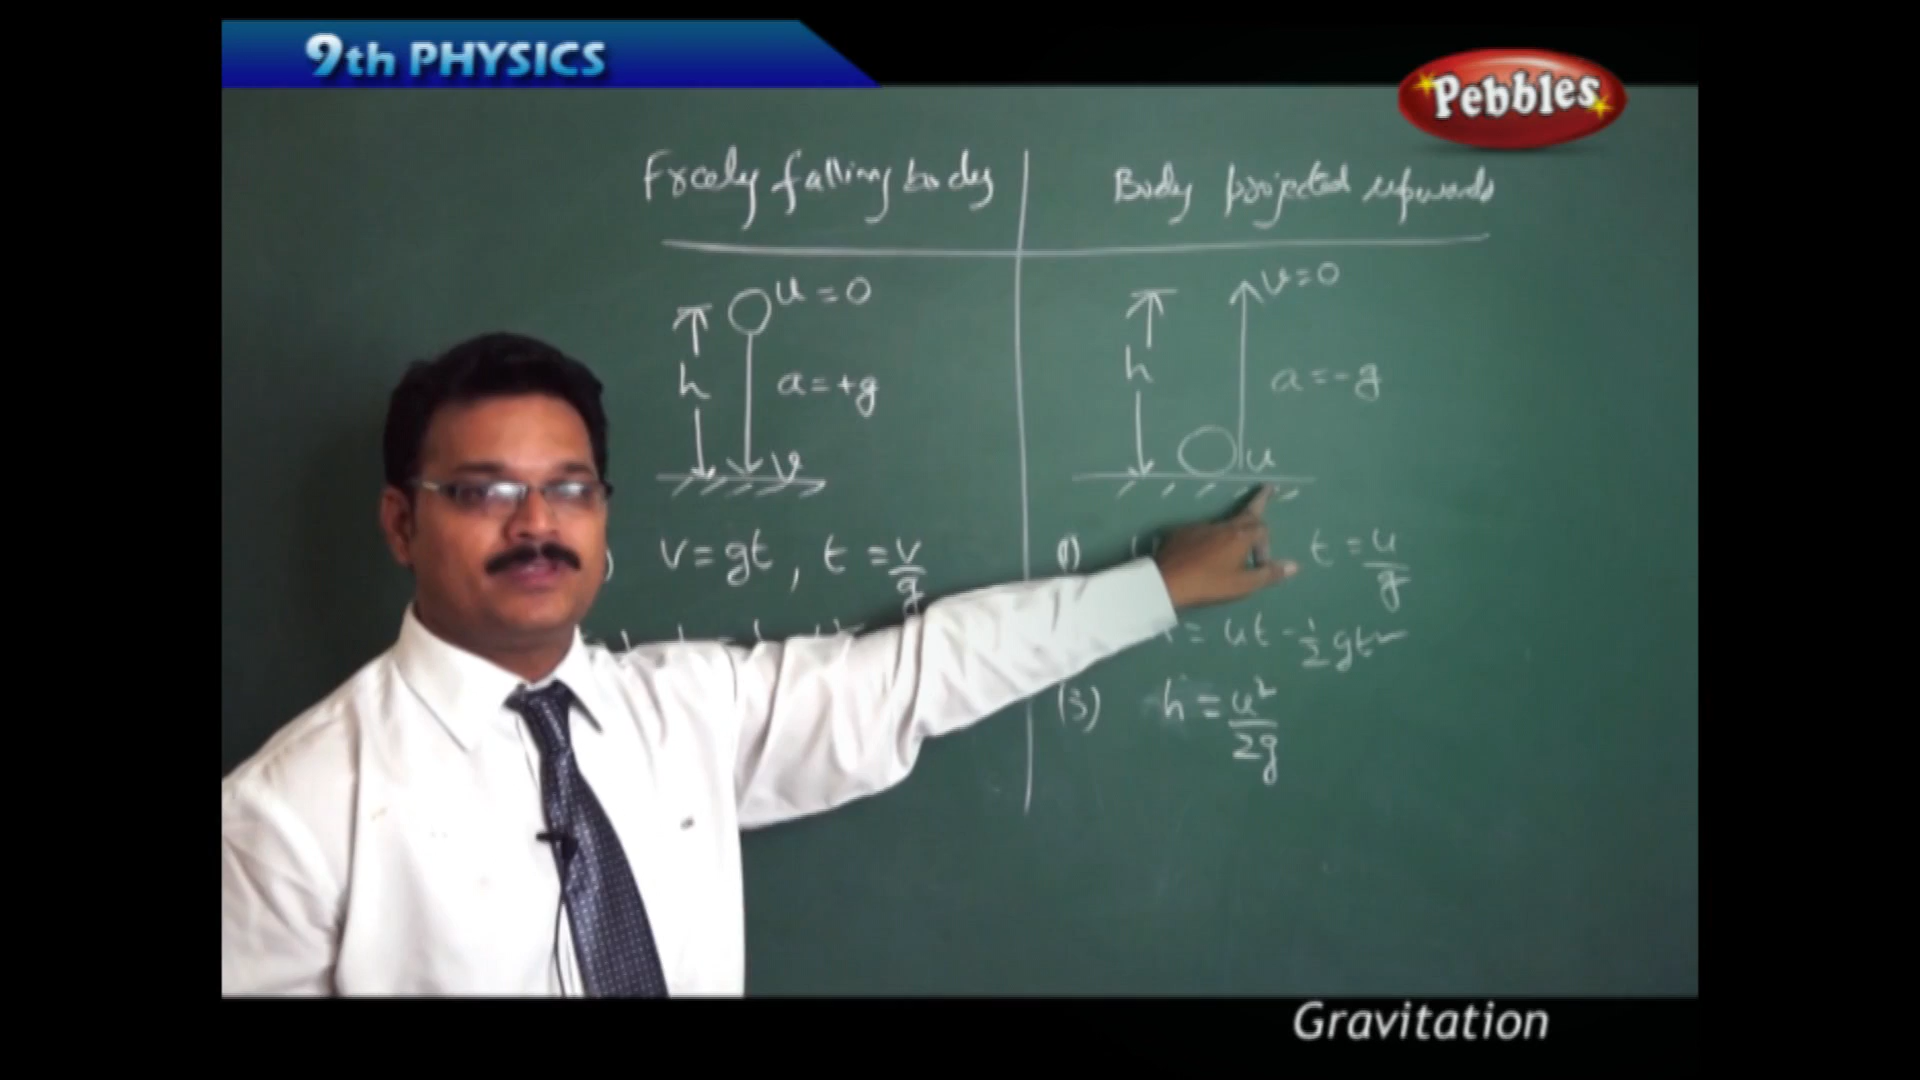 9th PHYSICS
Pebbles
Freely falling body
Body projected upwards
u = 0
h
a = +g
v
v = 0
h
a = -g
u
) v = gt, t = v/g
(1) t = u/g
= ut - 1/2 gt²
(3) h = u²/2g
Gravitation